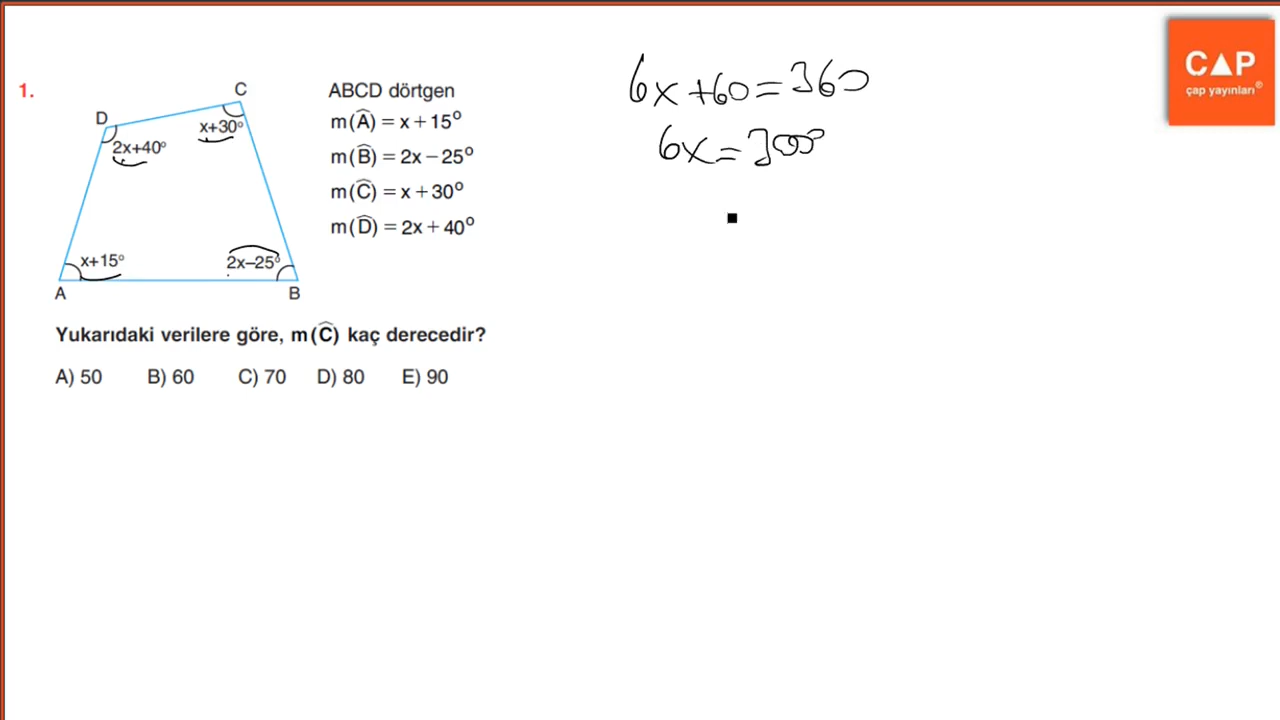 1.
C
D
x+30°
2x+40°
x+15°
2x–25°
A
B
ABCD dörtgen
m(Â) = x + 15°
m(B̂) = 2x – 25°
m(Ĉ) = x + 30°
m(D̂) = 2x + 40°
Yukarıdaki verilere göre, m(Ĉ) kaç derecedir?
A) 50 B) 60 C) 70 D) 80 E) 90
6x+60=360
6x=300°
CAP
çap yayınları®